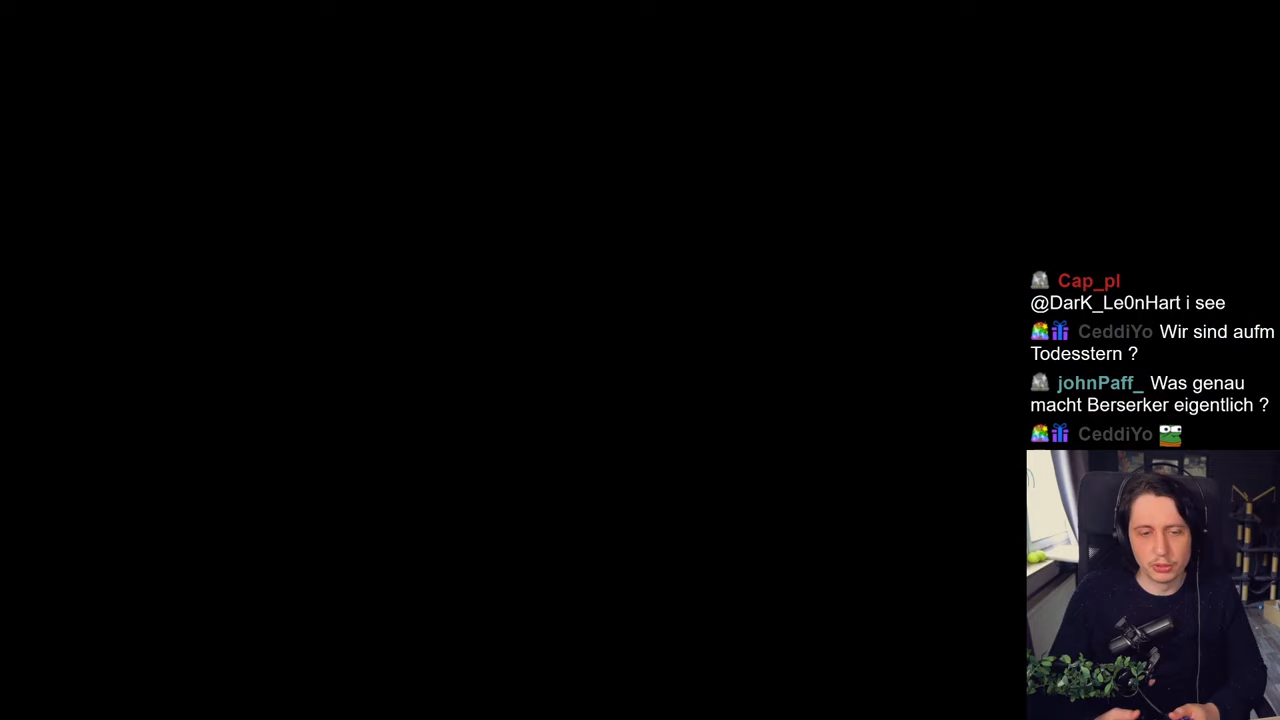 Cap_pl
@DarK_Le0nHart i see
CeddiYo Wir sind aufm
Todesstern ?
johnPaff_ Was genau
macht Berserker eigentlich ?
CeddiYo